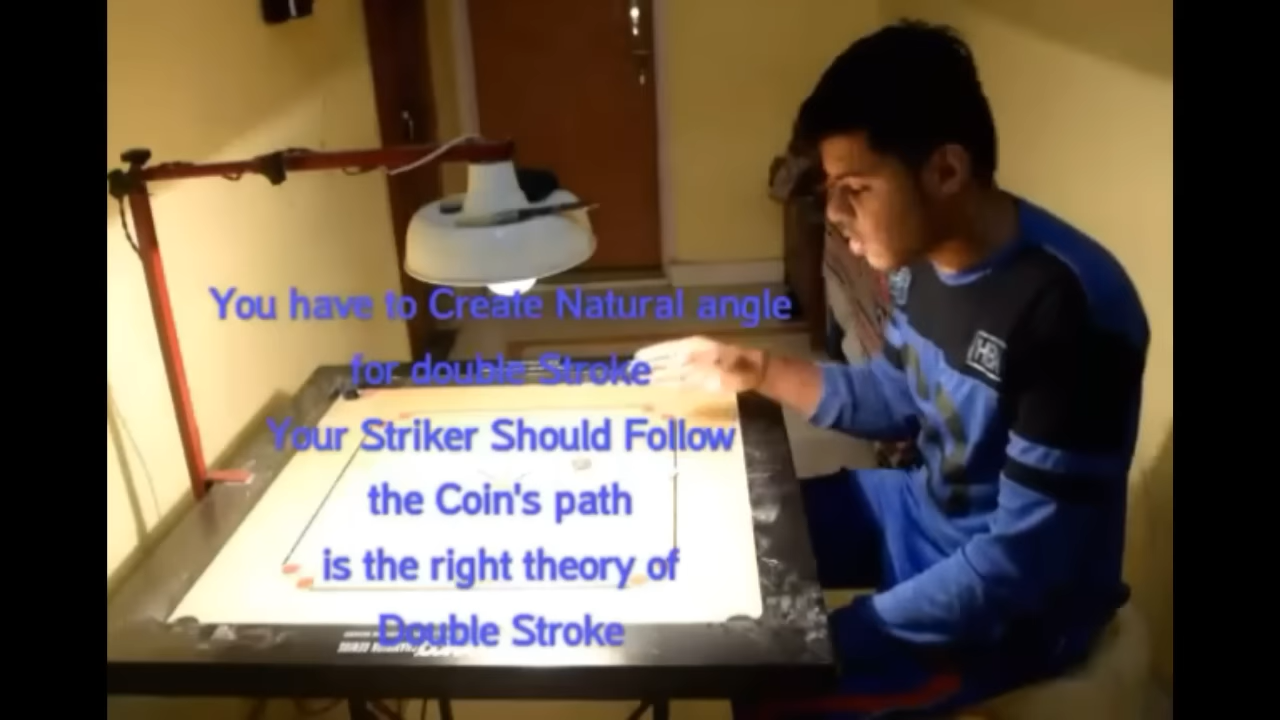 You have to Create Natural angle
for double Stroke
Your Striker Should Follow
the Coin's path
is the right theory of
Double Stroke